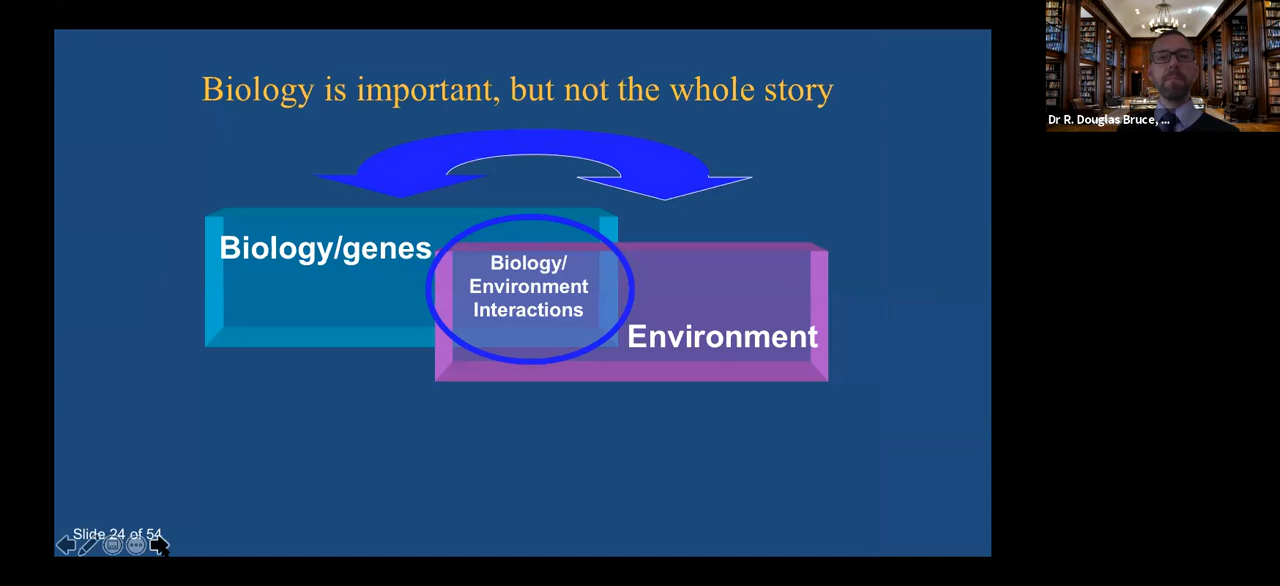 Biology is important, but not the whole story
Biology/genes
Biology/
Environment
Interactions
Environment
Slide 24 of 54
Dr R. Douglas Bruce, ...